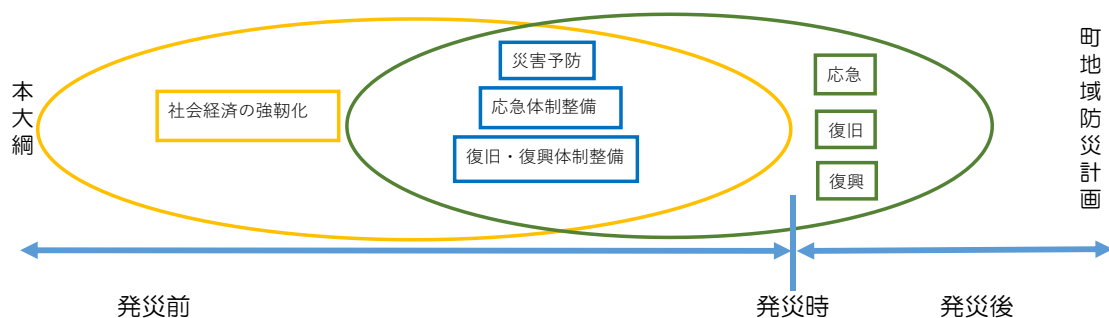 本大綱
社会経済の強靭化
災害予防
応急体制整備
復旧・復興体制整備
応急
復旧
復興
町地域防災計画
発災前
発災時
発災後